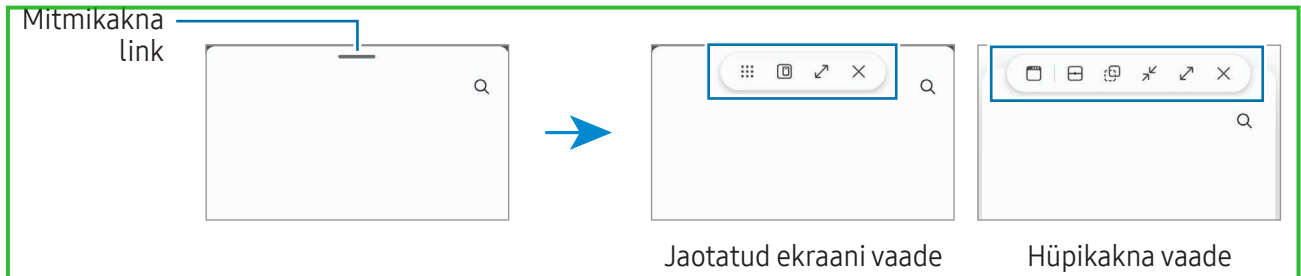 Mitmikakna
link
Jaotatud ekraani vaade
Hüpikakna vaade